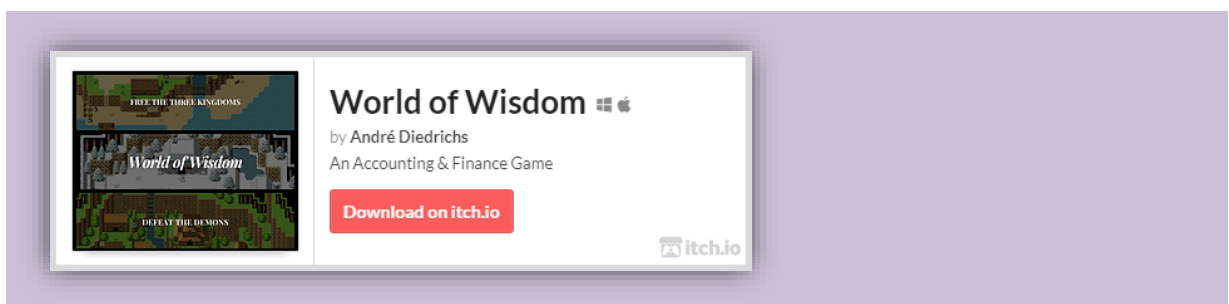 FREE THE THREE KINGDOMS
World of Wisdom
DEFEAT THE DEMONS
World of Wisdom
by André Diedrichs
An Accounting & Finance Game
Download on itch.io
itch.io